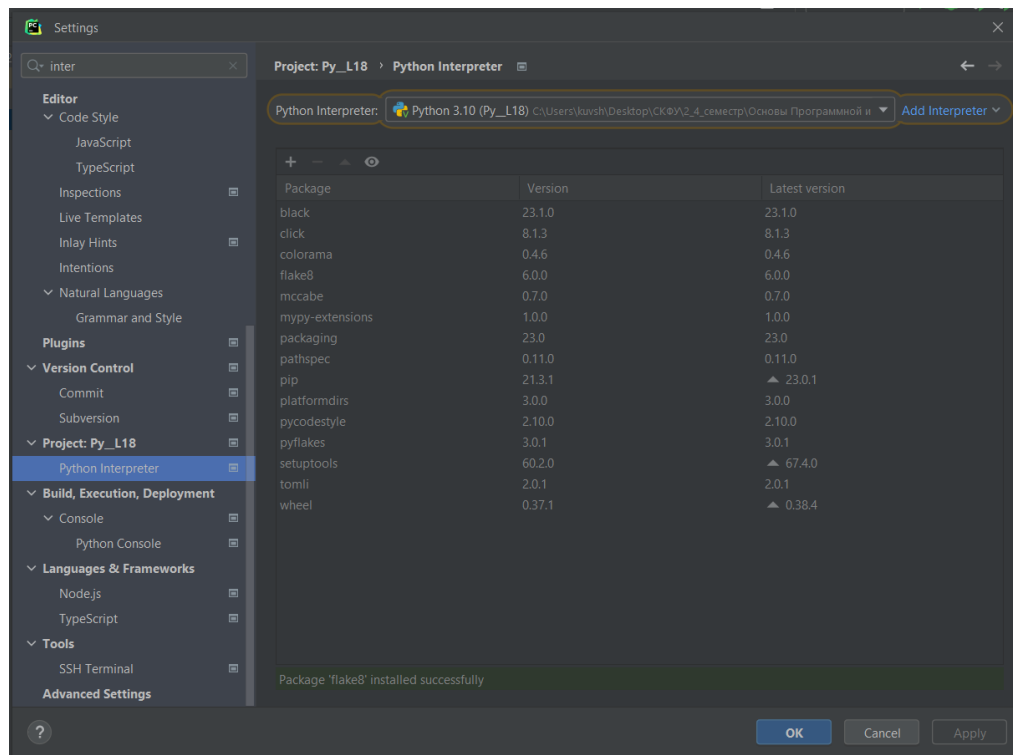 PC
Settings
inter
Editor
Code Style
JavaScript
TypeScript
Inspections
Live Templates
Inlay Hints
Intentions
Natural Languages
Grammar and Style
Plugins
Version Control
Commit
Subversion
Project: Py__L18
Python Interpreter
Build, Execution, Deployment
Console
Python Console
Languages & Frameworks
Node.js
TypeScript
Tools
SSH Terminal
Advanced Settings
Project: Py__L18 › Python Interpreter
Python Interpreter: Python 3.10 (Py__L18) C:\Users\kuvsh\Desktop\СКФУ\2_4_семестр\Основы Программной и Add Interpreter
Package Version Latest version
black 23.1.0 23.1.0
click 8.1.3 8.1.3
colorama 0.4.6 0.4.6
flake8 6.0.0 6.0.0
mccabe 0.7.0 0.7.0
mypy-extensions 1.0.0 1.0.0
packaging 23.0 23.0
pathspec 0.11.0 0.11.0
pip 21.3.1 23.0.1
platformdirs 3.0.0 3.0.0
pycodestyle 2.10.0 2.10.0
pyflakes 3.0.1 3.0.1
setuptools 60.2.0 67.4.0
tomli 2.0.1 2.0.1
wheel 0.37.1 0.38.4
Package 'flake8' installed successfully
?
OK Cancel Apply